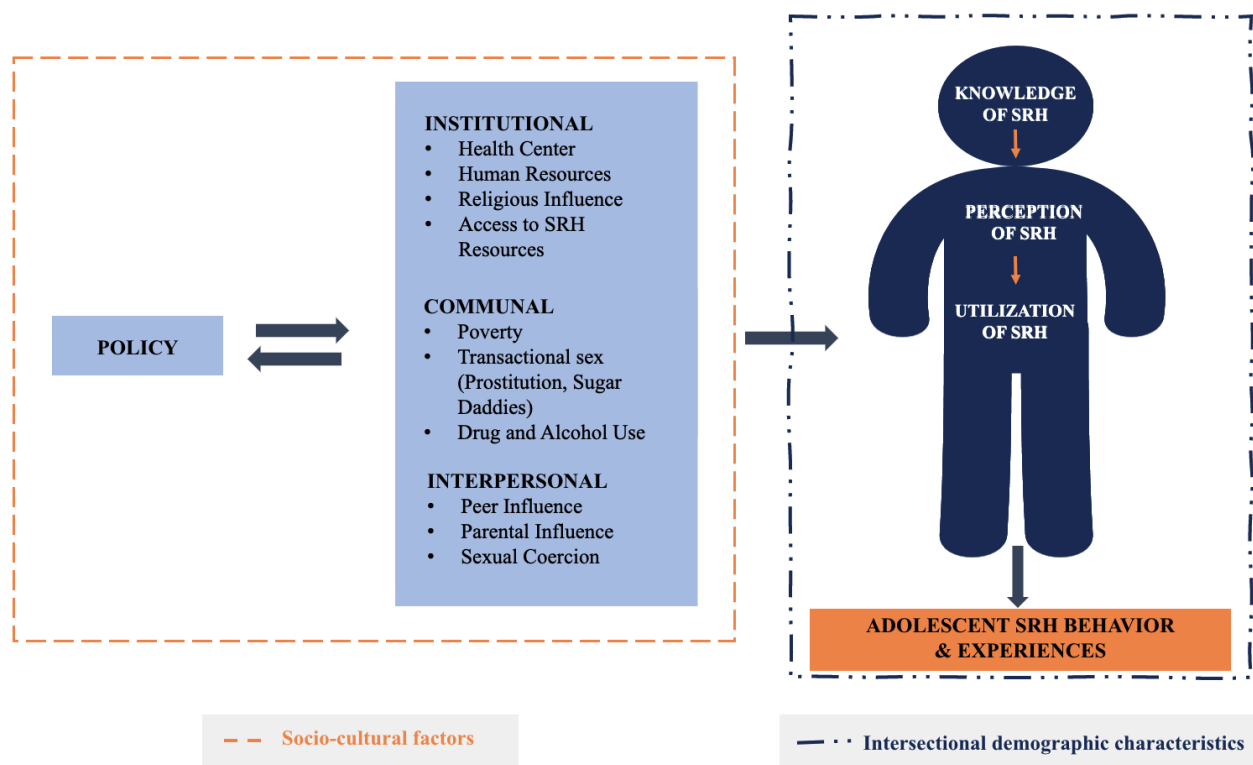 POLICY
INSTITUTIONAL
• Health Center
• Human Resources
• Religious Influence
• Access to SRH
Resources
COMMUNAL
• Poverty
• Transactional sex
(Prostitution, Sugar
Daddies)
• Drug and Alcohol Use
INTERPERSONAL
• Peer Influence
• Parental Influence
• Sexual Coercion
KNOWLEDGE
OF SRH
PERCEPTION
OF SRH
UTILIZATION
OF SRH
ADOLESCENT SRH BEHAVIOR
& EXPERIENCES
Socio-cultural factors
Intersectional demographic characteristics